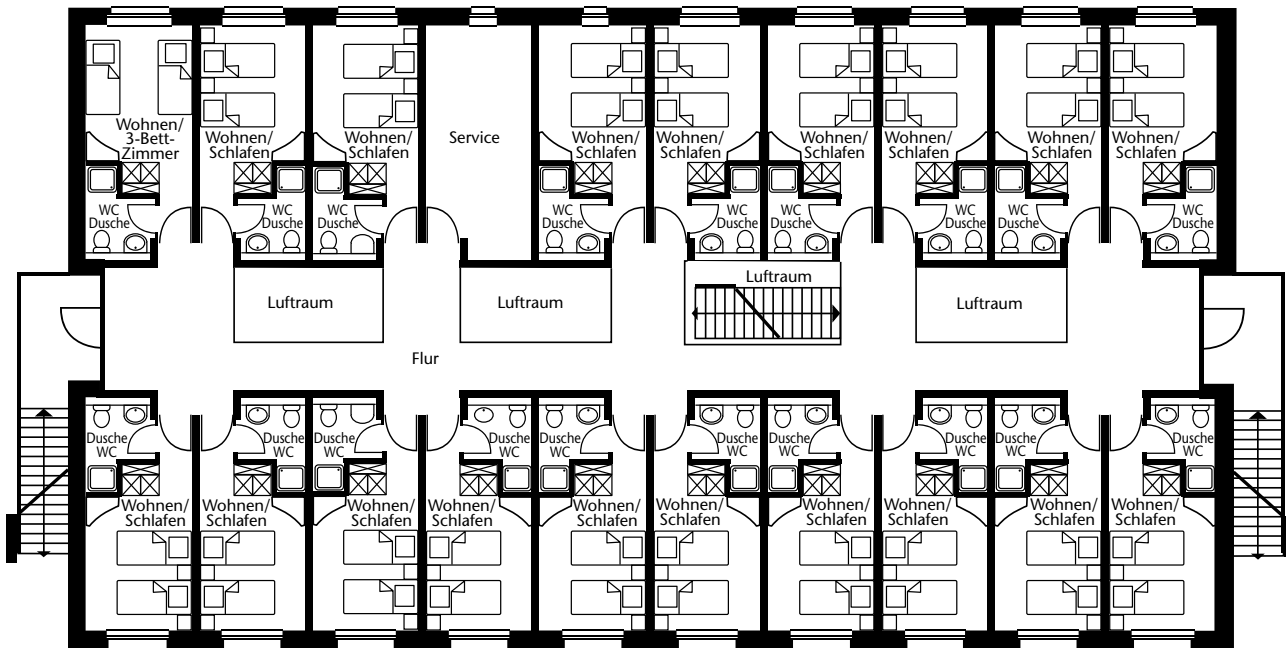 Wohnen/
3-Bett-
Zimmer
Wohnen/
Schlafen
Wohnen/
Schlafen
Service
Wohnen/
Schlafen
Wohnen/
Schlafen
Wohnen/
Schlafen
Wohnen/
Schlafen
Wohnen/
Schlafen
Wohnen/
Schlafen
WC
Dusche
WC
Dusche
WC
Dusche
WC
Dusche
WC
Dusche
WC
Dusche
WC
Dusche
WC
Dusche
WC
Dusche
Luftraum
Luftraum
Luftraum
Luftraum
Flur
Dusche
WC
Dusche
WC
Dusche
WC
Dusche
WC
Dusche
WC
Dusche
WC
Dusche
WC
Dusche
WC
Dusche
WC
Dusche
WC
Wohnen/
Schlafen
Wohnen/
Schlafen
Wohnen/
Schlafen
Wohnen/
Schlafen
Wohnen/
Schlafen
Wohnen/
Schlafen
Wohnen/
Schlafen
Wohnen/
Schlafen
Wohnen/
Schlafen
Wohnen/
Schlafen